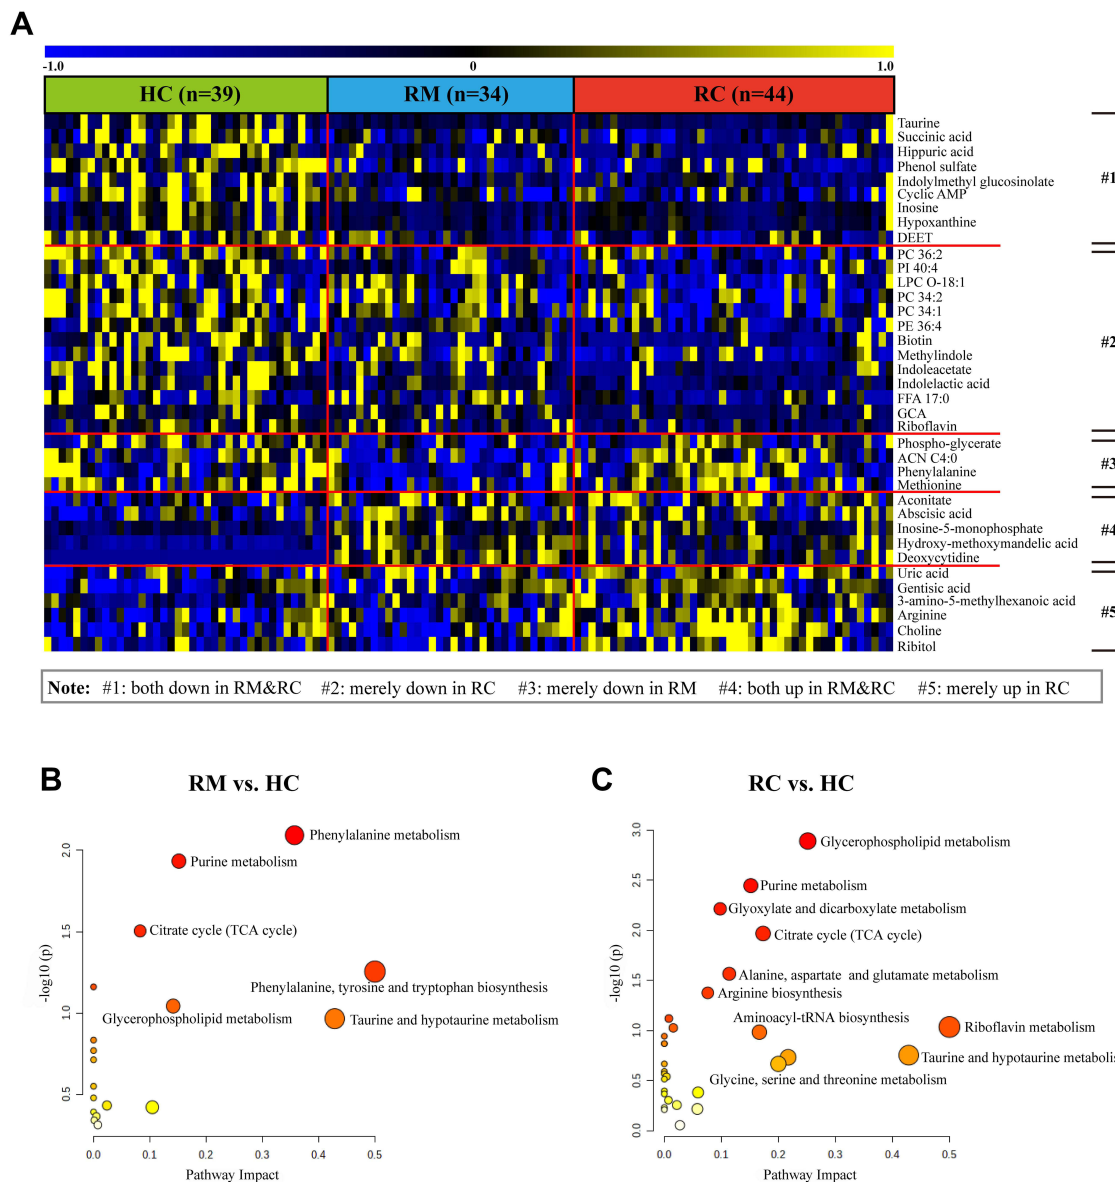 A
-1.0 0 1.0
HC (n=39) RM (n=34) RC (n=44)
Taurine
Succinic acid
Hippuric acid
Phenol sulfate
Indolylmethyl glucosinolate
Cyclic AMP
Inosine
Hypoxanthine
DEET
#1
PC 36:2
PI 40:4
LPC O-18:1
PC 34:2
PC 34:1
PE 36:4
Biotin
Methylindole
Indoleacetate
Indolelactic acid
FFA 17:0
GCA
Riboflavin
#2
Phospho-glycerate
ACN C4:0
Phenylalanine
Methionine
#3
Aconitate
Abscisic acid
Inosine-5-monophosphate
Hydroxy-methoxymandelic acid
Deoxycytidine
#4
Uric acid
Gentisic acid
3-amino-5-methylhexanoic acid
Arginine
Choline
Ribitol
#5
Note: #1: both down in RM&RC #2: merely down in RC #3: merely down in RM #4: both up in RM&RC #5: merely up in RC
B
RM vs. HC
Phenylalanine metabolism
Purine metabolism
Citrate cycle (TCA cycle)
Phenylalanine, tyrosine and tryptophan biosynthesis
Glycerophospholipid metabolism
Taurine and hypotaurine metabolism
-log10 (p)
2.0
1.5
1.0
0.5
0.0 0.1 0.2 0.3 0.4 0.5
Pathway Impact
C
RC vs. HC
Glycerophospholipid metabolism
Purine metabolism
Glyoxylate and dicarboxylate metabolism
Citrate cycle (TCA cycle)
Alanine, aspartate and glutamate metabolism
Arginine biosynthesis
Aminoacyl-tRNA biosynthesis
Riboflavin metabolism
Taurine and hypotaurine metabolis
Glycine, serine and threonine metabolism
-log10 (p)
3.0
2.5
2.0
1.5
1.0
0.5
0.0
0.0 0.1 0.2 0.3 0.4 0.5
Pathway Impact